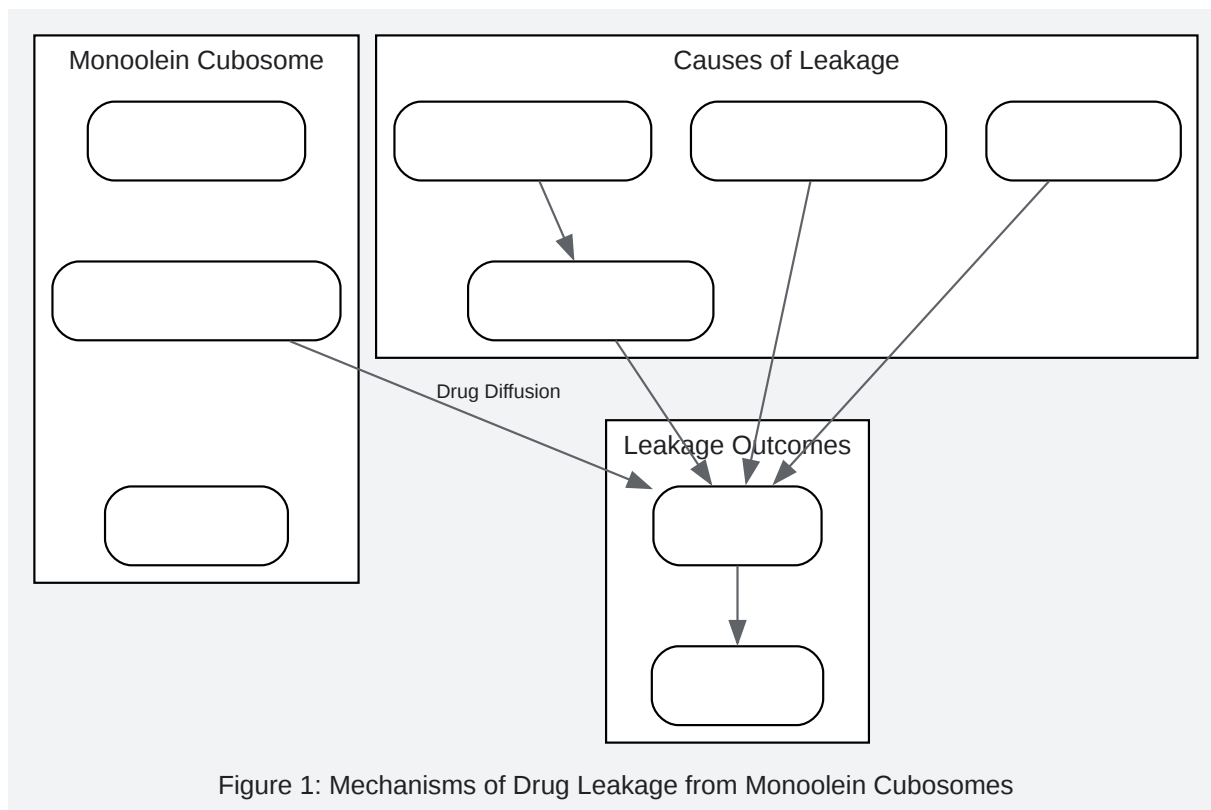 Monoolein Cubosome
Causes of Leakage
Drug Diffusion
Leakage Outcomes
Figure 1: Mechanisms of Drug Leakage from Monoolein Cubosomes